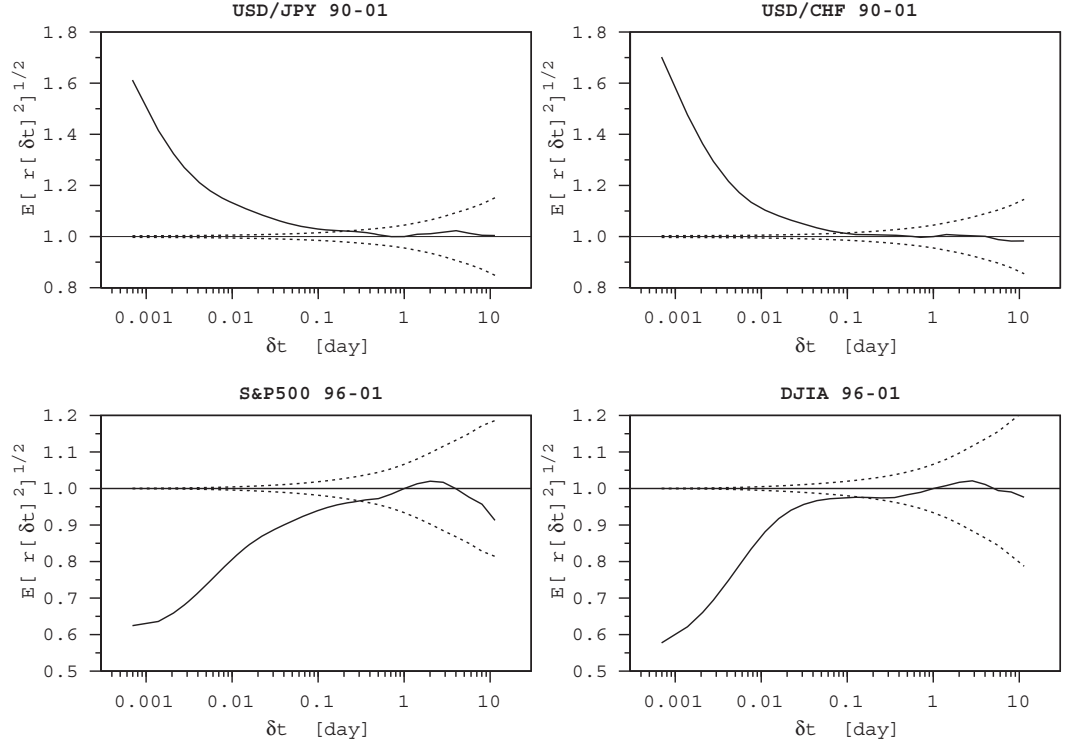 USD/JPY 90-01
E[ r[δt]²]^1/2
1.8
1.6
1.4
1.2
1.0
0.8
0.001 0.01 0.1 1 10
δt [day]
USD/CHF 90-01
E[ r[δt]²]^1/2
1.8
1.6
1.4
1.2
1.0
0.8
0.001 0.01 0.1 1 10
δt [day]
S&P500 96-01
E[ r[δt]²]^1/2
1.2
1.1
1.0
0.9
0.8
0.7
0.6
0.5
0.001 0.01 0.1 1 10
δt [day]
DJIA 96-01
E[ r[δt]²]^1/2
1.2
1.1
1.0
0.9
0.8
0.7
0.6
0.5
0.001 0.01 0.1 1 10
δt [day]